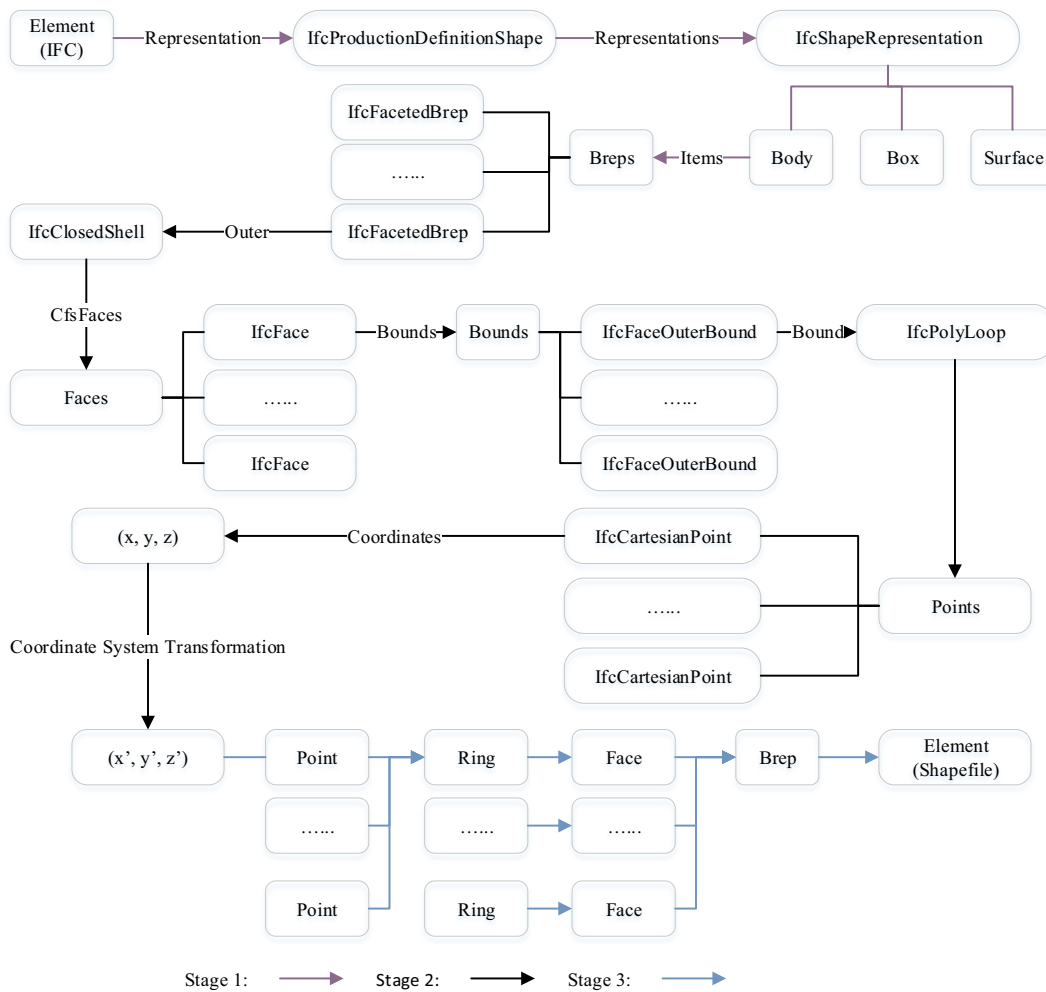 Element
(IFC)
Representation
IfcProductionDefinitionShape
Representations
IfcShapeRepresentation
IfcFacetedBrep
……
IfcFacetedBrep
Breps
Items
Body
Box
Surface
IfcClosedShell
Outer
CfsFaces
Faces
IfcFace
……
IfcFace
Bounds
Bounds
IfcFaceOuterBound
……
IfcFaceOuterBound
Bound
IfcPolyLoop
(x, y, z)
Coordinates
IfcCartesianPoint
……
IfcCartesianPoint
Points
Coordinate System Transformation
(x’, y’, z’)
Point
Ring
Face
Brep
Element
(Shapefile)
……
……
……
Point
Ring
Face
Stage 1:
Stage 2:
Stage 3: